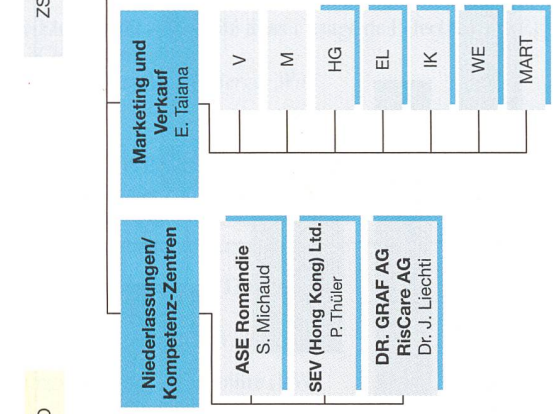 Niederlassungen/
Kompetenz-Zentren
ASE Romandie
S. Michaud
SEV (Hong Kong) Ltd.
P. Thüler
DR. GRAF AG
RisCare AG
Dr. J. Liechti
Marketing und
Verkauf
E. Taiana
V
M
HG
EL
IK
WE
MART